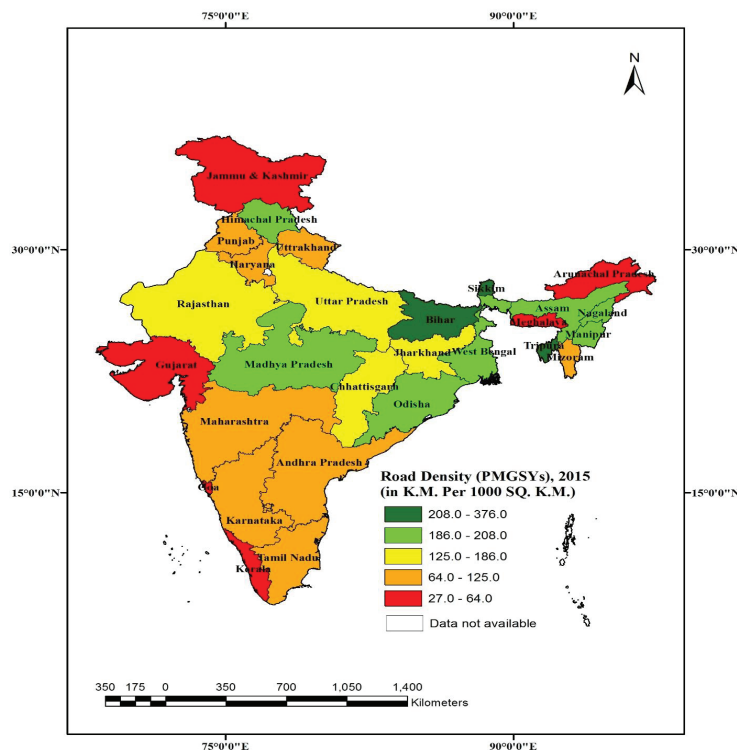 75°0'0"E 90°0'0"E
N
Jammu & Kashmir
Himachal Pradesh
Punjab
Uttrakhand
Haryana
30°0'0"N 30°0'0"N
Arunachal Pradesh
Sikkim
Rajasthan
Uttar Pradesh
Assam
Nagaland
Bihar
Meghalaya
Manipur
Tripura
Mizoram
Gujarat
Madhya Pradesh
Jharkhand
West Bengal
Chhattisgarh
Odisha
Maharashtra
Andhra Pradesh
15°0'0"N 15°0'0"N
Goa
Karnataka
Tamil Nadu
Kerala
Road Density (PMGSYs), 2015
(in K.M. Per 1000 SQ. K.M.)
208.0 - 376.0
186.0 - 208.0
125.0 - 186.0
64.0 - 125.0
27.0 - 64.0
Data not available
350 175 0 350 700 1,050 1,400
Kilometers
75°0'0"E 90°0'0"E